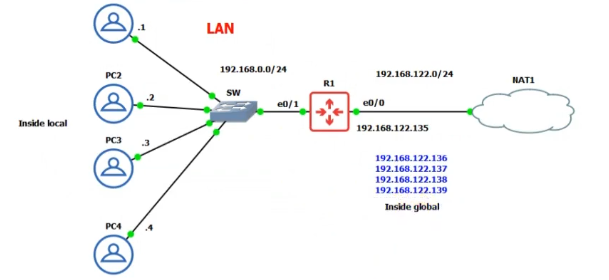 .1
LAN
192.168.0.0/24
192.168.122.0/24
PC2
SW
R1
NAT1
.2
e0/1
e0/0
Inside local
192.168.122.135
PC3
.3
192.168.122.136
192.168.122.137
192.168.122.138
192.168.122.139
Inside global
PC4
.4